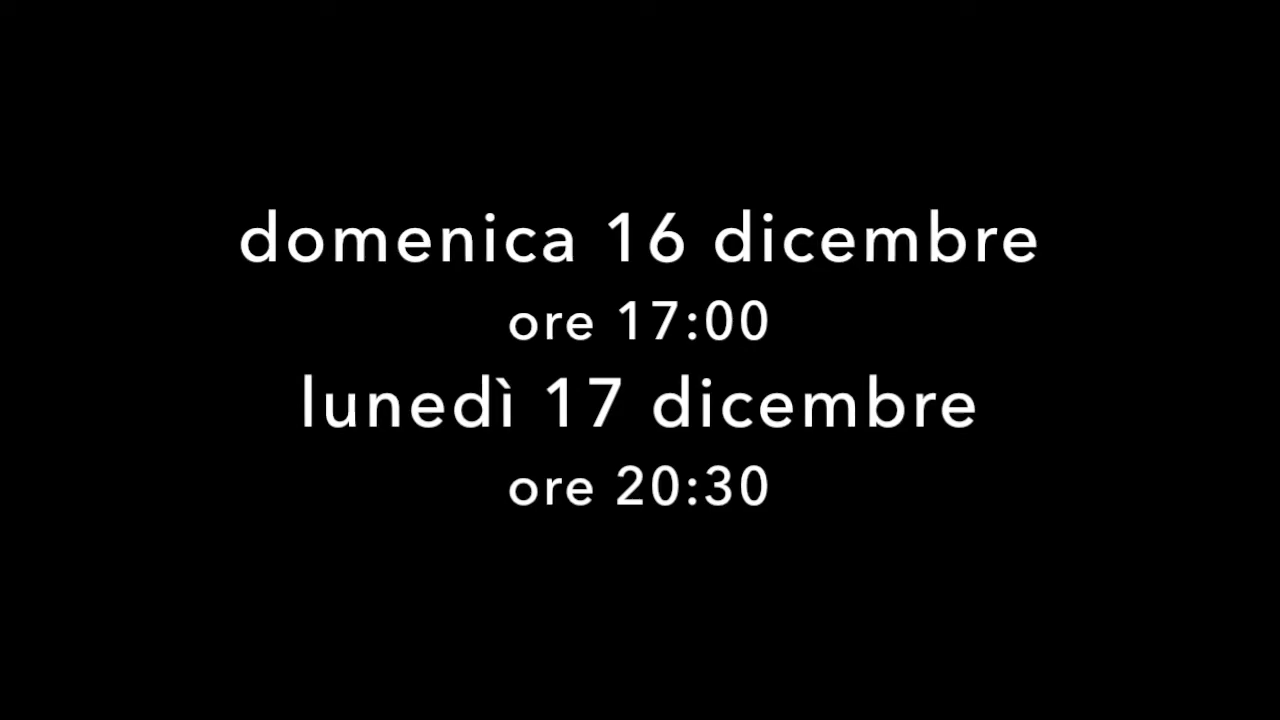 domenica 16 dicembre
ore 17:00
lunedì 17 dicembre
ore 20:30